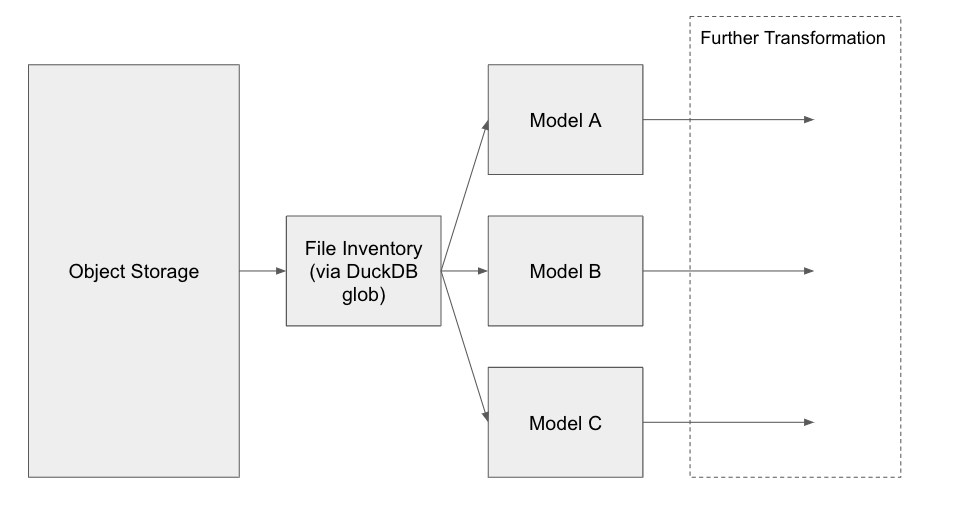 Further Transformation
Model A
Object Storage
File Inventory
(via DuckDB
glob)
Model B
Model C